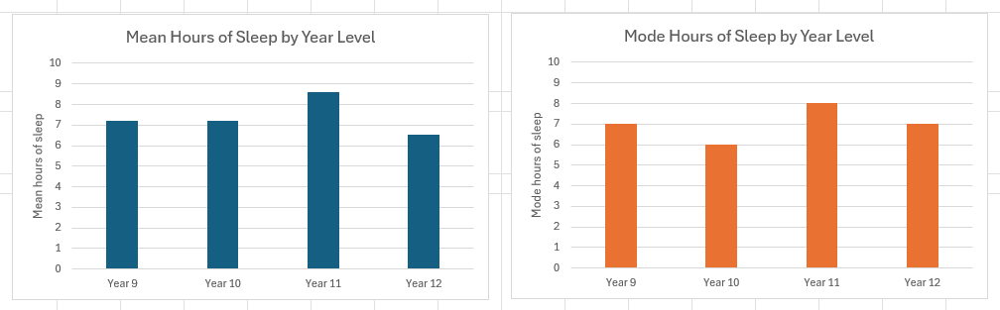 Mean Hours of Sleep by Year Level
Mean hours of sleep
10
9
8
7
6
5
4
3
2
1
0
Year 9
Year 10
Year 11
Year 12
Mode Hours of Sleep by Year Level
Mode hours of sleep
10
9
8
7
6
5
4
3
2
1
0
Year 9
Year 10
Year 11
Year 12